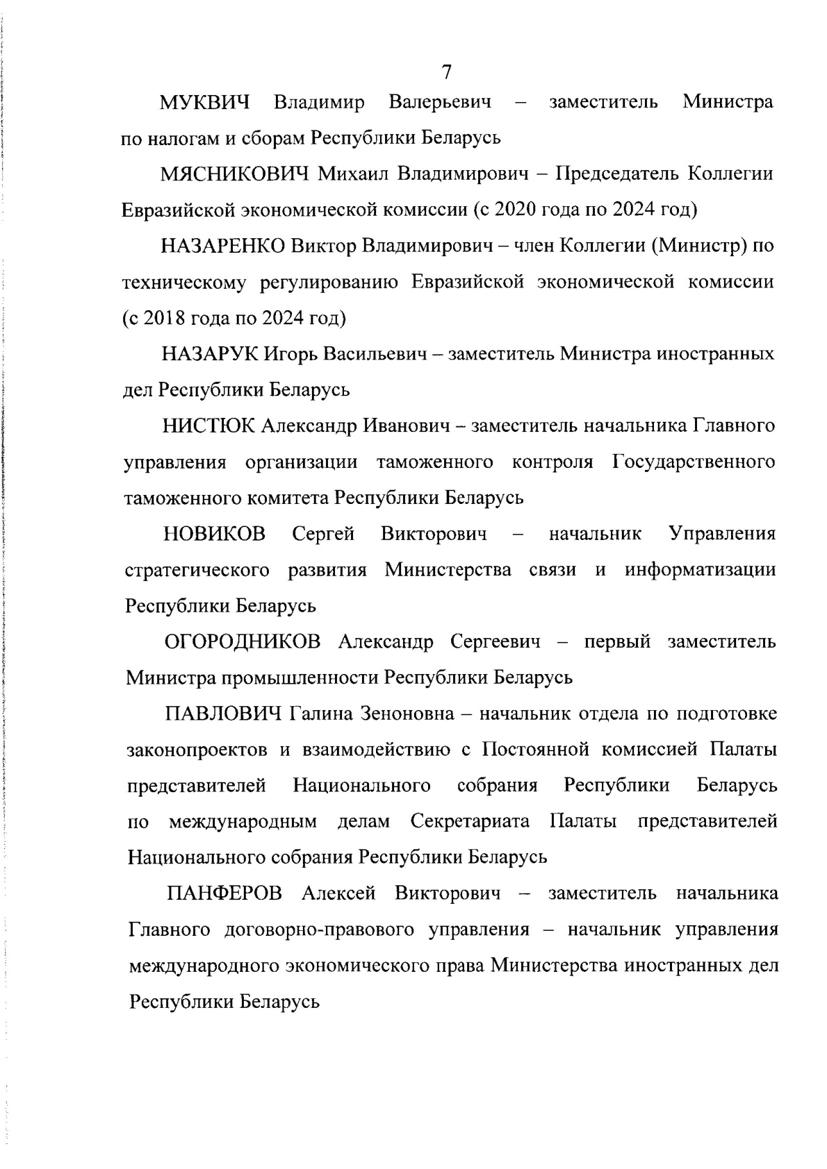 7
МУКВИЧ Владимир Валерьевич – заместитель Министра
по налогам и сборам Республики Беларусь
МЯСНИКОВИЧ Михаил Владимирович – Председатель Коллегии
Евразийской экономической комиссии (с 2020 года по 2024 год)
НАЗАРЕНКО Виктор Владимирович – член Коллегии (Министр) по
техническому регулированию Евразийской экономической комиссии
(с 2018 года по 2024 год)
НАЗАРУК Игорь Васильевич – заместитель Министра иностранных
дел Республики Беларусь
НИСТЮК Александр Иванович – заместитель начальника Главного
управления организации таможенного контроля Государственного
таможенного комитета Республики Беларусь
НОВИКОВ Сергей Викторович – начальник Управления
стратегического развития Министерства связи и информатизации
Республики Беларусь
ОГОРОДНИКОВ Александр Сергеевич – первый заместитель
Министра промышленности Республики Беларусь
ПАВЛОВИЧ Галина Зеноновна – начальник отдела по подготовке
законопроектов и взаимодействию с Постоянной комиссией Палаты
представителей Национального собрания Республики Беларусь
по международным делам Секретариата Палаты представителей
Национального собрания Республики Беларусь
ПАНФЕРОВ Алексей Викторович – заместитель начальника
Главного договорно-правового управления – начальник управления
международного экономического права Министерства иностранных дел
Республики Беларусь